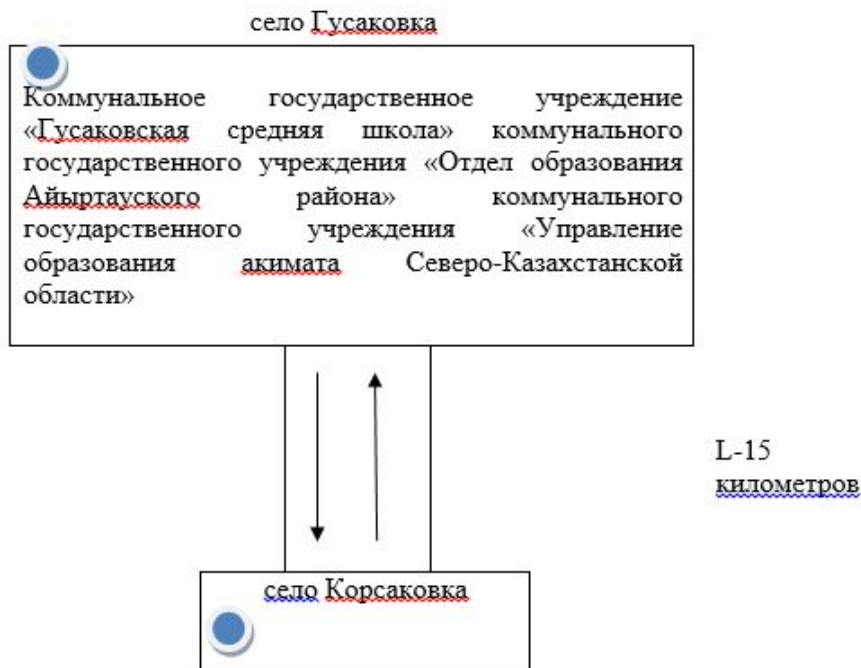 село Гусаковка
Коммунальное государственное учреждение
«Гусаковская средняя школа» коммунального
государственного учреждения «Отдел образования
Айыртауского района» коммунального
государственного учреждения «Управление
образования акимата Северо-Казахстанской
области»
L-15
километров
село Корсаковка